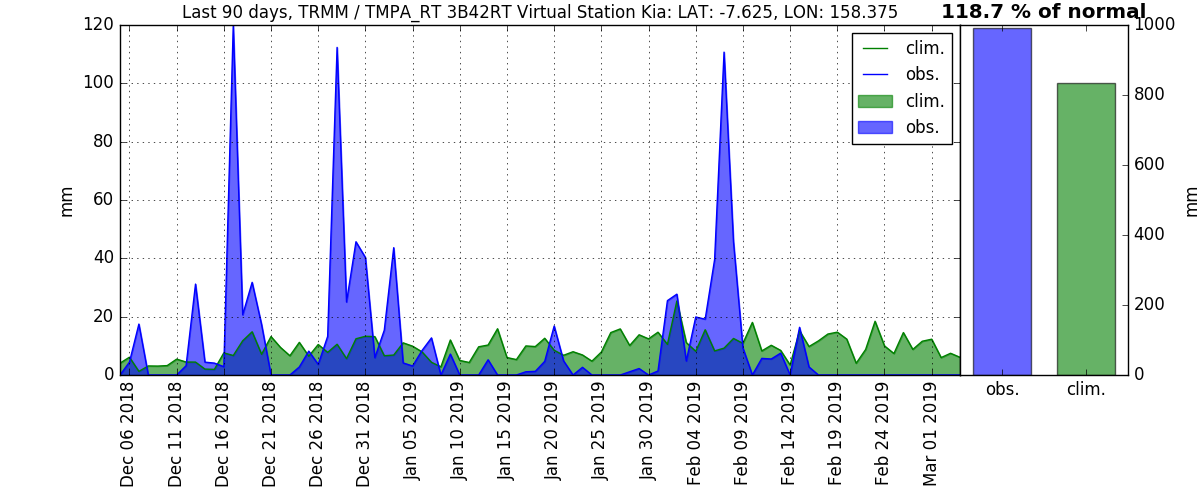 Last 90 days, TRMM / TMPA_RT 3B42RT Virtual Station Kia: LAT: -7.625, LON: 158.375
118.7 % of normal
120
100
80
60
40
20
0
mm
clim.
obs.
clim.
obs.
1000
800
600
400
200
0
mm
obs.
clim.
Dec 06 2018
Dec 11 2018
Dec 16 2018
Dec 21 2018
Dec 26 2018
Dec 31 2018
Jan 05 2019
Jan 10 2019
Jan 15 2019
Jan 20 2019
Jan 25 2019
Jan 30 2019
Feb 04 2019
Feb 09 2019
Feb 14 2019
Feb 19 2019
Feb 24 2019
Mar 01 2019